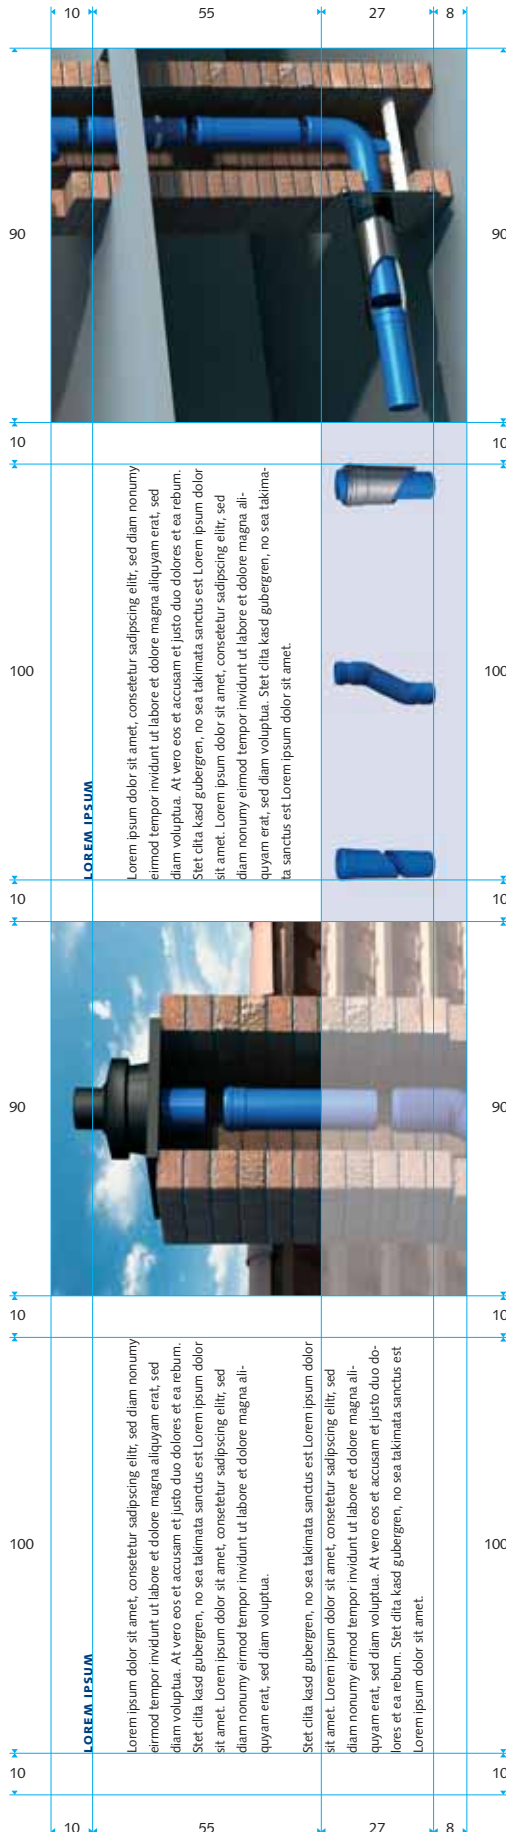 10 55 27 8
90 90
10 10
100 100
LOREM IPSUM
Lorem ipsum dolor sit amet, consetetur sadipscing elitr, sed diam nonumy
eirmod tempor invidunt ut labore et dolore magna aliquyam erat, sed
diam voluptua. At vero eos et accusam et justo duo dolores et ea rebum.
Stet clita kasd gubergren, no sea takimata sanctus est Lorem ipsum dolor
sit amet. Lorem ipsum dolor sit amet, consetetur sadipscing elitr, sed
diam nonumy eirmod tempor invidunt ut labore et dolore magna ali-
quyam erat, sed diam voluptua. Stet clita kasd gubergren, no sea takima-
ta sanctus est Lorem ipsum dolor sit amet.
10 10
90 90
10 10
100 100
LOREM IPSUM
Lorem ipsum dolor sit amet, consetetur sadipscing elitr, sed diam nonumy
eirmod tempor invidunt ut labore et dolore magna aliquyam erat, sed
diam voluptua. At vero eos et accusam et justo duo dolores et ea rebum.
Stet clita kasd gubergren, no sea takimata sanctus est Lorem ipsum dolor
sit amet. Lorem ipsum dolor sit amet, consetetur sadipscing elitr, sed
diam nonumy eirmod tempor invidunt ut labore et dolore magna ali-
quyam erat, sed diam voluptua.
Stet clita kasd gubergren, no sea takimata sanctus est Lorem ipsum dolor
sit amet. Lorem ipsum dolor sit amet, consetetur sadipscing elitr, sed
diam nonumy eirmod tempor invidunt ut labore et dolore magna ali-
quyam erat, sed diam voluptua. At vero eos et accusam et justo duo do-
lores et ea rebum. Stet clita kasd gubergren, no sea takimata sanctus est
Lorem ipsum dolor sit amet.
10 10
10 55 27 8